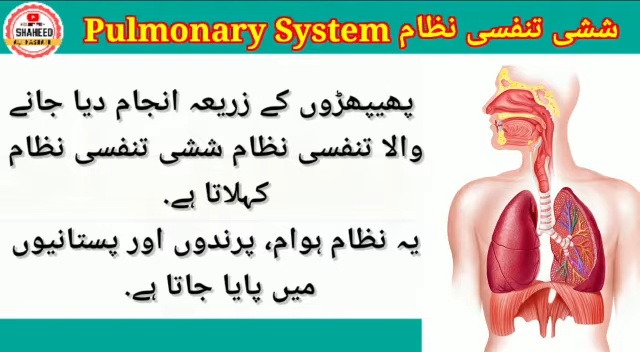 SHAHEED
ششی تنفسی نظام Pulmonary System
پھیپھڑوں کے زریعہ انجام دیا جانے
والا تنفسی نظام ششی تنفسی نظام
کہلاتا ہے.
یہ نظام ہوام، پرندوں اور پستانیوں
میں پایا جاتا ہے.